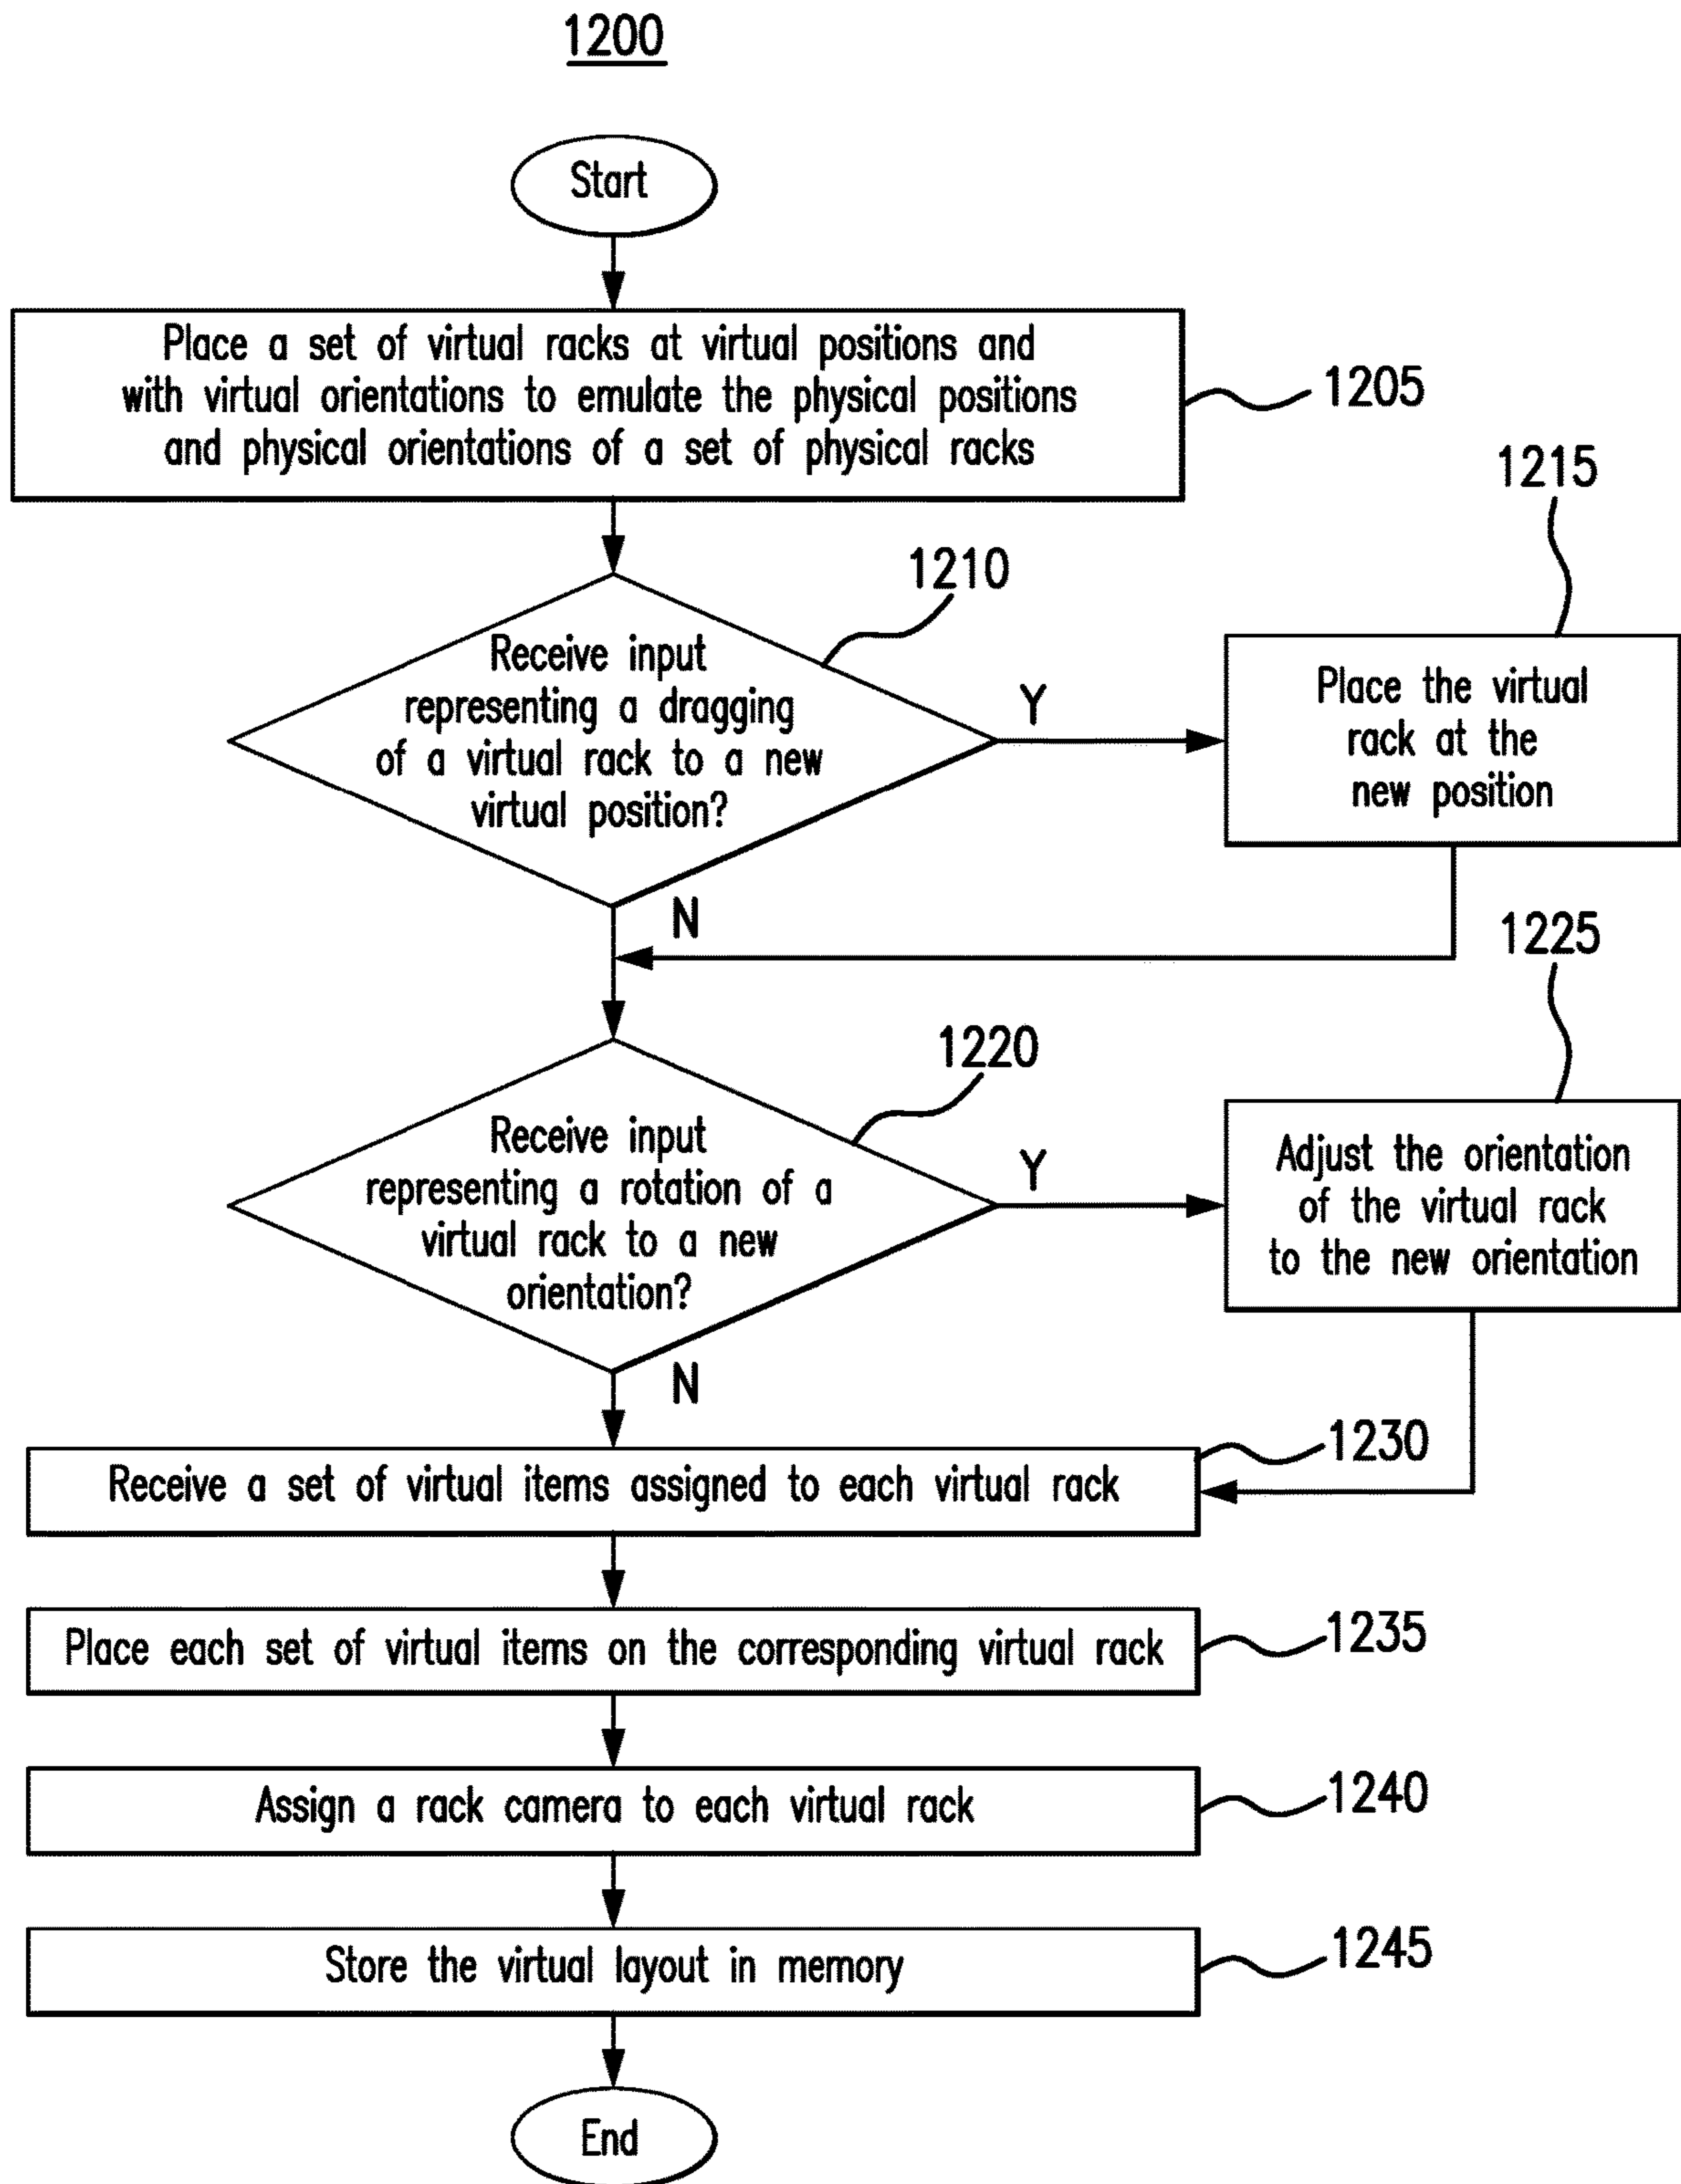 1200
Start
Place a set of virtual racks at virtual positions and
with virtual orientations to emulate the physical positions
and physical orientations of a set of physical racks
1205
1210
Receive input
representing a dragging
of a virtual rack to a new
virtual position?
Y
N
1215
Place the virtual
rack at the
new position
1220
Receive input
representing a rotation of a
virtual rack to a new
orientation?
Y
N
1225
Adjust the orientation
of the virtual rack
to the new orientation
Receive a set of virtual items assigned to each virtual rack
1230
Place each set of virtual items on the corresponding virtual rack
1235
Assign a rack camera to each virtual rack
1240
Store the virtual layout in memory
1245
End